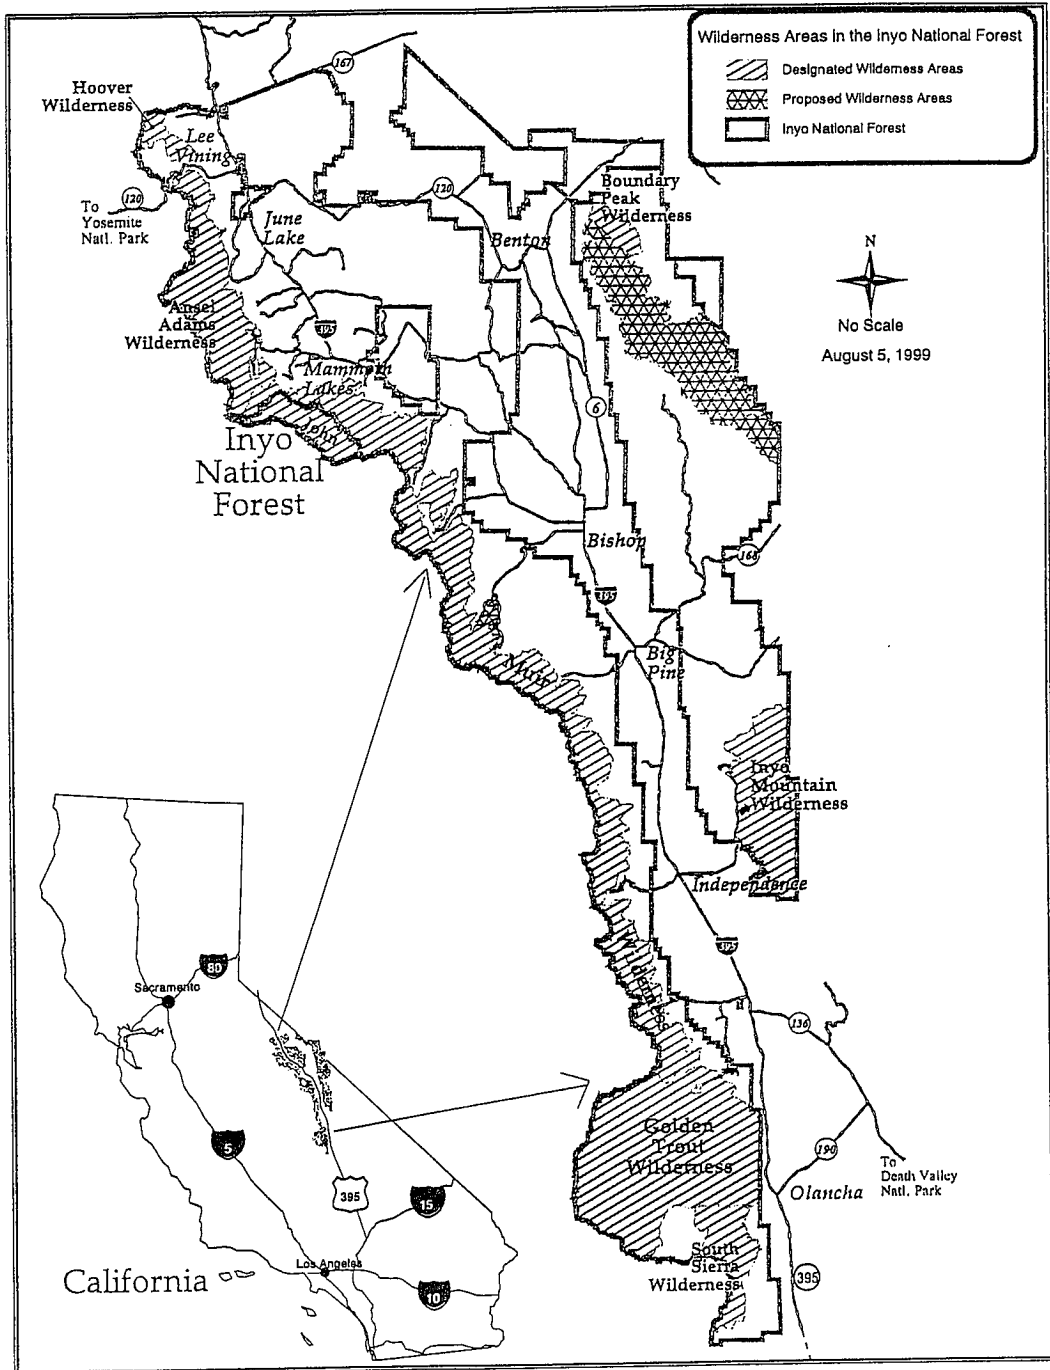 Wilderness Areas in the Inyo National Forest
Designated Wilderness Areas
Proposed Wilderness Areas
Inyo National Forest
167
Hoover
Wilderness
Lee
Vining
120
To
Yosemite
Natl. Park
120
June
Lake
Benton
Boundary
Peak
Wilderness
N
No Scale
August 5, 1999
Ansel
Adams
Wilderness
395
Mammoth
Lakes
John
6
Inyo
National
Forest
Bishop
168
395
Big
Pine
Muir
Inyo
Mountain
Wilderness
Independence
395
Wilderness
136
Golden
Trout
Wilderness
190
To
Death Valley
Natl. Park
Olancha
South
Sierra
Wilderness
395
80
Sacramento
5
395
15
Los Angeles
10
California